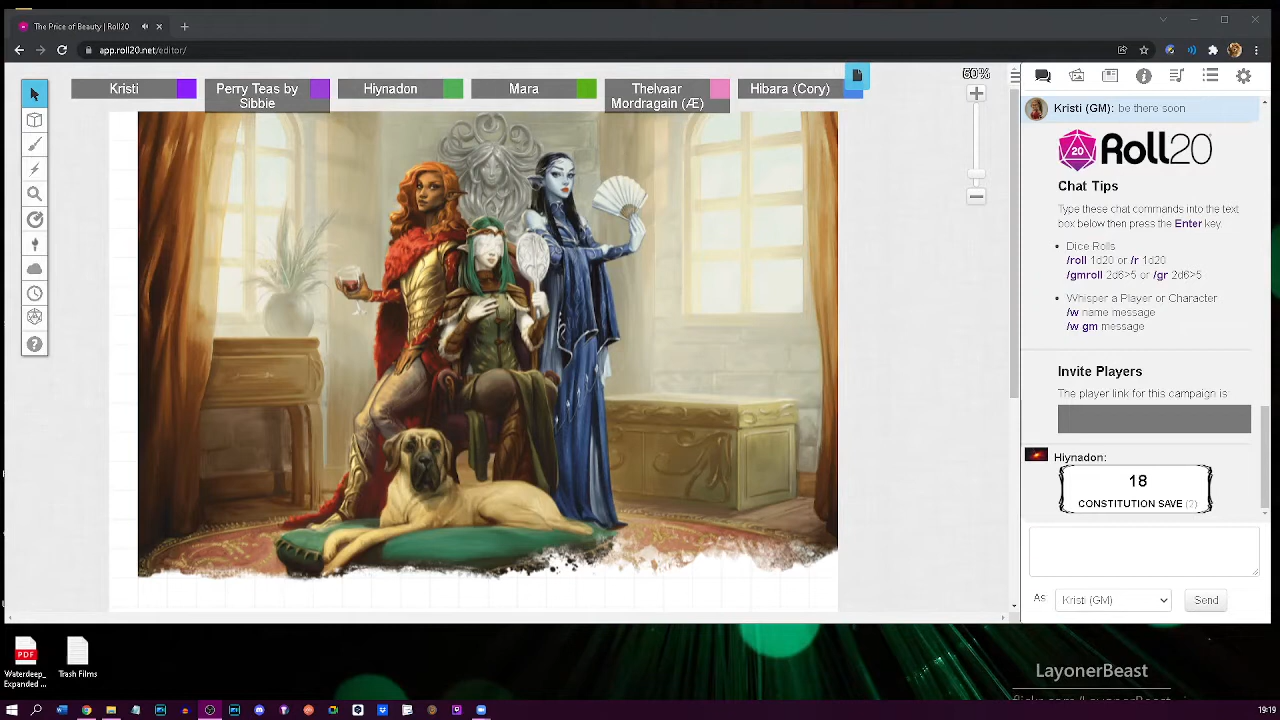 The Price of Beauty | Roll20
app.roll20.net/editor/
Kristi
Perry Teas by
Sibbie
Hiynadon
Mara
Thelvaar
Mordragain (Æ)
Hibara (Cory)
60%
Kristi (GM): be there soon
20
Roll20
Chat Tips
Type these chat commands into the text
box below then press the Enter key.
Dice Rolls
/roll 1d20 or /r 1d20
/gmroll 2d6>5 or /gr 2d6>5
Whisper a Player or Character
/w name message
/w gm message
Invite Players
The player link for this campaign is:
Hiynadon:
18
CONSTITUTION SAVE (?)
As:
Kristi (GM)
Send
PDF
Waterdeep_
Expanded ...
Trash Films
LayonerBeast
19:19